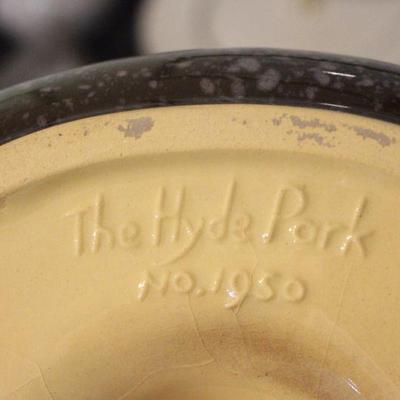 The Hyde Park
No. 1950